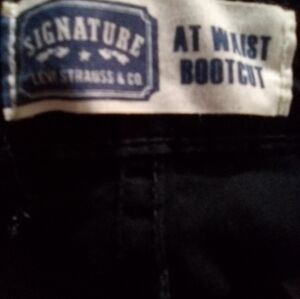 SIGNATURE
LEVI STRAUSS & CO.
AT WAIST
BOOTCUT